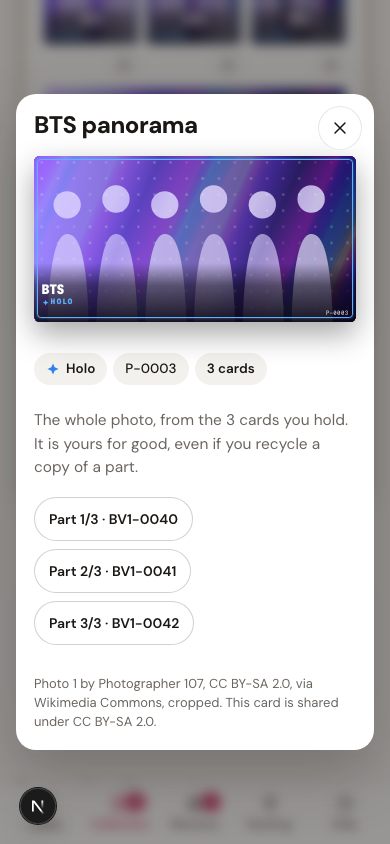 BTS panorama
BTS
HOLO
P-0003
Holo
P-0003
3 cards
The whole photo, from the 3 cards you hold.
It is yours for good, even if you recycle a
copy of a part.
Part 1/3 · BV1-0040
Part 2/3 · BV1-0041
Part 3/3 · BV1-0042
Photo 1 by Photographer 107, CC BY-SA 2.0, via
Wikimedia Commons, cropped. This card is shared
under CC BY-SA 2.0.
N